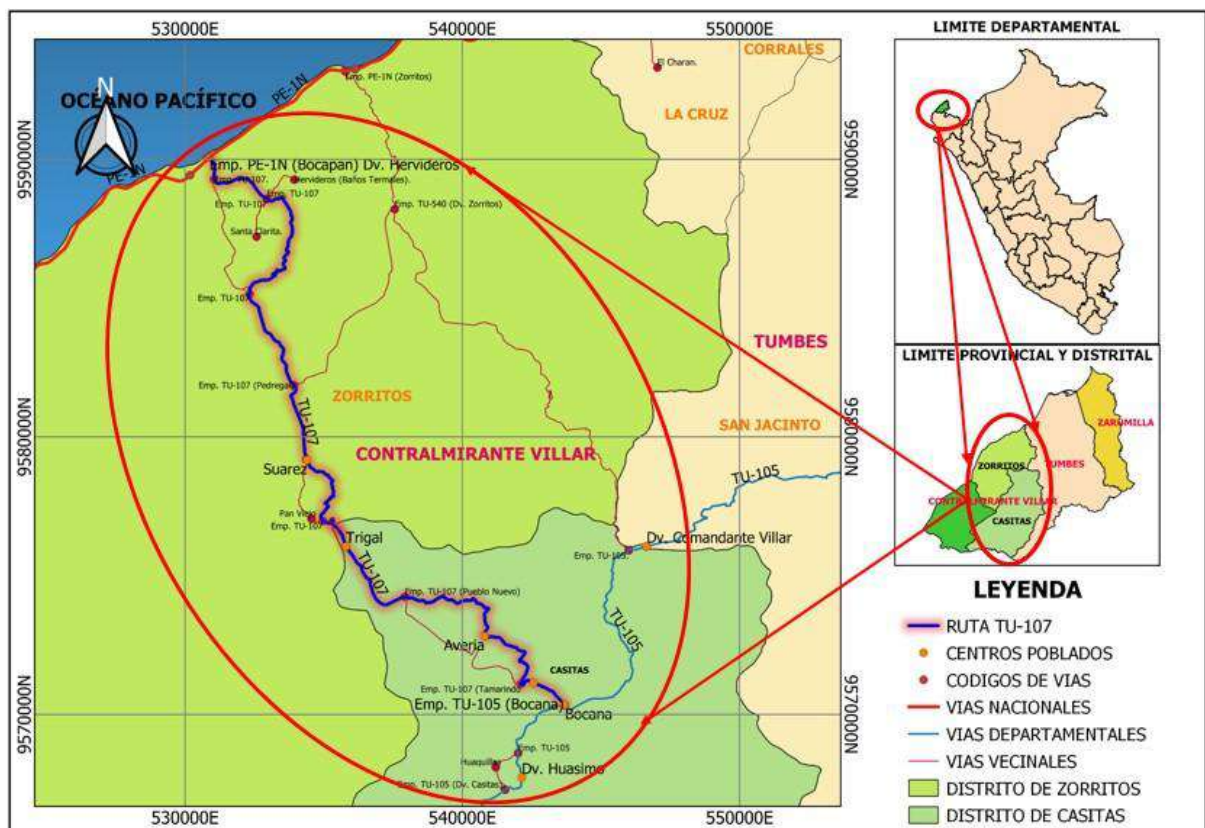 530000E
540000E
550000E
CORRALES
El Charan.
Emp. PE-1N (Zorritos)
PE-1N
N
OCÉANO PACÍFICO
LA CRUZ
9590000N
9590000N
PE-1N
Emp. PE-1N (Bocapan) Dv. Hervideros
Emp. TU-107.
Hervideros (Baños Termales).
Emp. TU-107
Emp. TU-107
Emp. TU-540 (Dv. Zorritos)
Santa Clarita.
Emp. TU-107
TUMBES
Emp. TU-107 (Pedregal)
ZORRITOS
TU-107
SAN JACINTO
9580000N
9580000N
CONTRALMIRANTE VILLAR
Suarez
TU-105
Pan Viejo
Emp. TU-107
Trigal
Dv. Comandante Villar
Emp. TU-105.
TU-107
Emp. TU-107 (Pueblo Nuevo)
TU-105
Averia
CASITAS
Emp. TU-107 (Tamarindo
Emp. TU-105 (Bocana)
Bocana
9570000N
9570000N
Emp. TU-105
Huaquillas
Dv. Huasimo
Emp. TU-105 (Dv. Casitas)
530000E
540000E
550000E
LIMITE DEPARTAMENTAL
LIMITE PROVINCIAL Y DISTRITAL
ZARUMILLA
ZORRITOS
TUMBES
CONTRALMIRANTE VILLAR
CASITAS
LEYENDA
RUTA TU-107
CENTROS POBLADOS
CODIGOS DE VIAS
VIAS NACIONALES
VIAS DEPARTAMENTALES
VIAS VECINALES
DISTRITO DE ZORRITOS
DISTRITO DE CASITAS